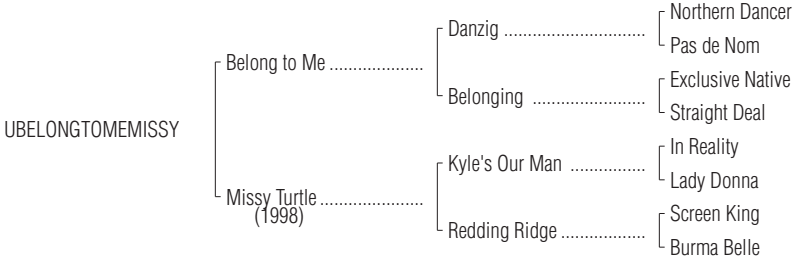 Northern Dancer
Danzig ..............................
Pas de Nom
Belong to Me ....................
Exclusive Native
Belonging ........................
Straight Deal
UBELONGTOMEMISSY
In Reality
Kyle's Our Man ................
Lady Donna
Missy Turtle ......................
(1998)
Screen King
Redding Ridge ..................
Burma Belle